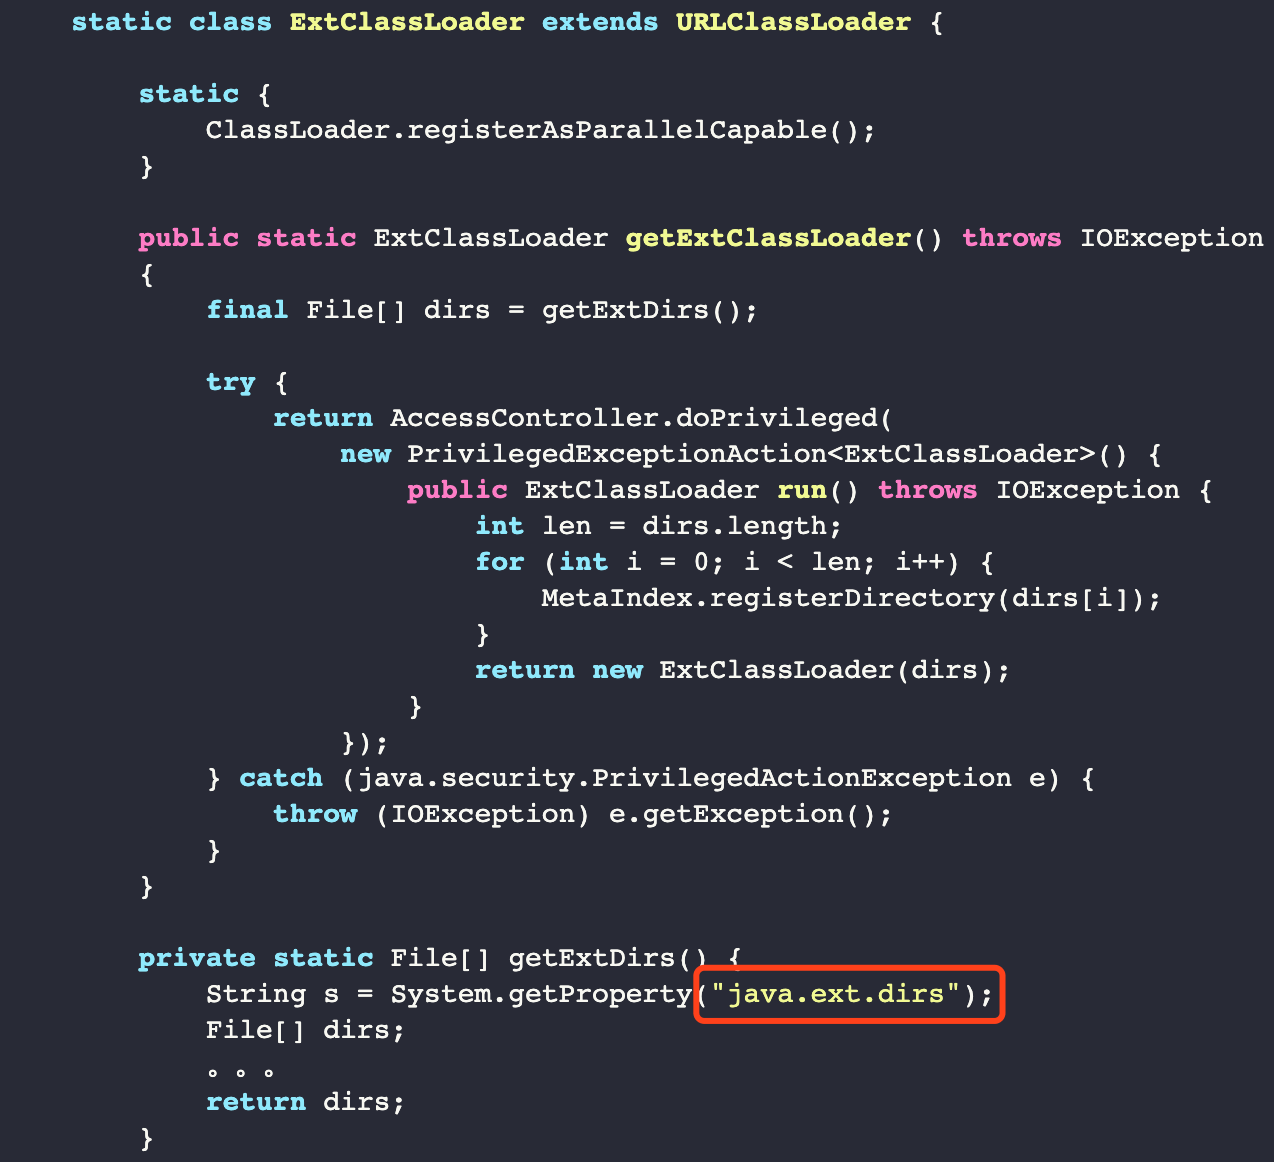 static class ExtClassLoader extends URLClassLoader {
static {
ClassLoader.registerAsParallelCapable();
}
public static ExtClassLoader getExtClassLoader() throws IOException
{
final File[] dirs = getExtDirs();
try {
return AccessController.doPrivileged(
new PrivilegedExceptionAction<ExtClassLoader>() {
public ExtClassLoader run() throws IOException {
int len = dirs.length;
for (int i = 0; i < len; i++) {
MetaIndex.registerDirectory(dirs[i]);
}
return new ExtClassLoader(dirs);
}
});
} catch (java.security.PrivilegedActionException e) {
throw (IOException) e.getException();
}
}
private static File[] getExtDirs() {
String s = System.getProperty("java.ext.dirs");
File[] dirs;
。。。
return dirs;
}